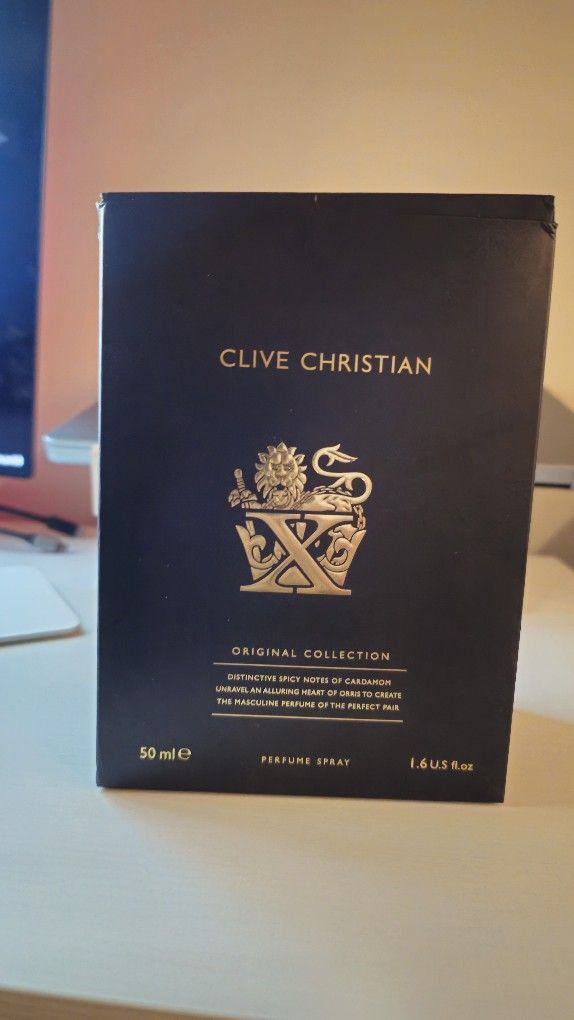 CLIVE CHRISTIAN
X
ORIGINAL COLLECTION
DISTINCTIVE SPICY NOTES OF CARDAMOM
UNRAVEL AN ALLURING HEART OF ORRIS TO CREATE
THE MASCULINE PERFUME OF THE PERFECT PAIR
50 ml ℮ PERFUME SPRAY 1.6 U.S fl.oz